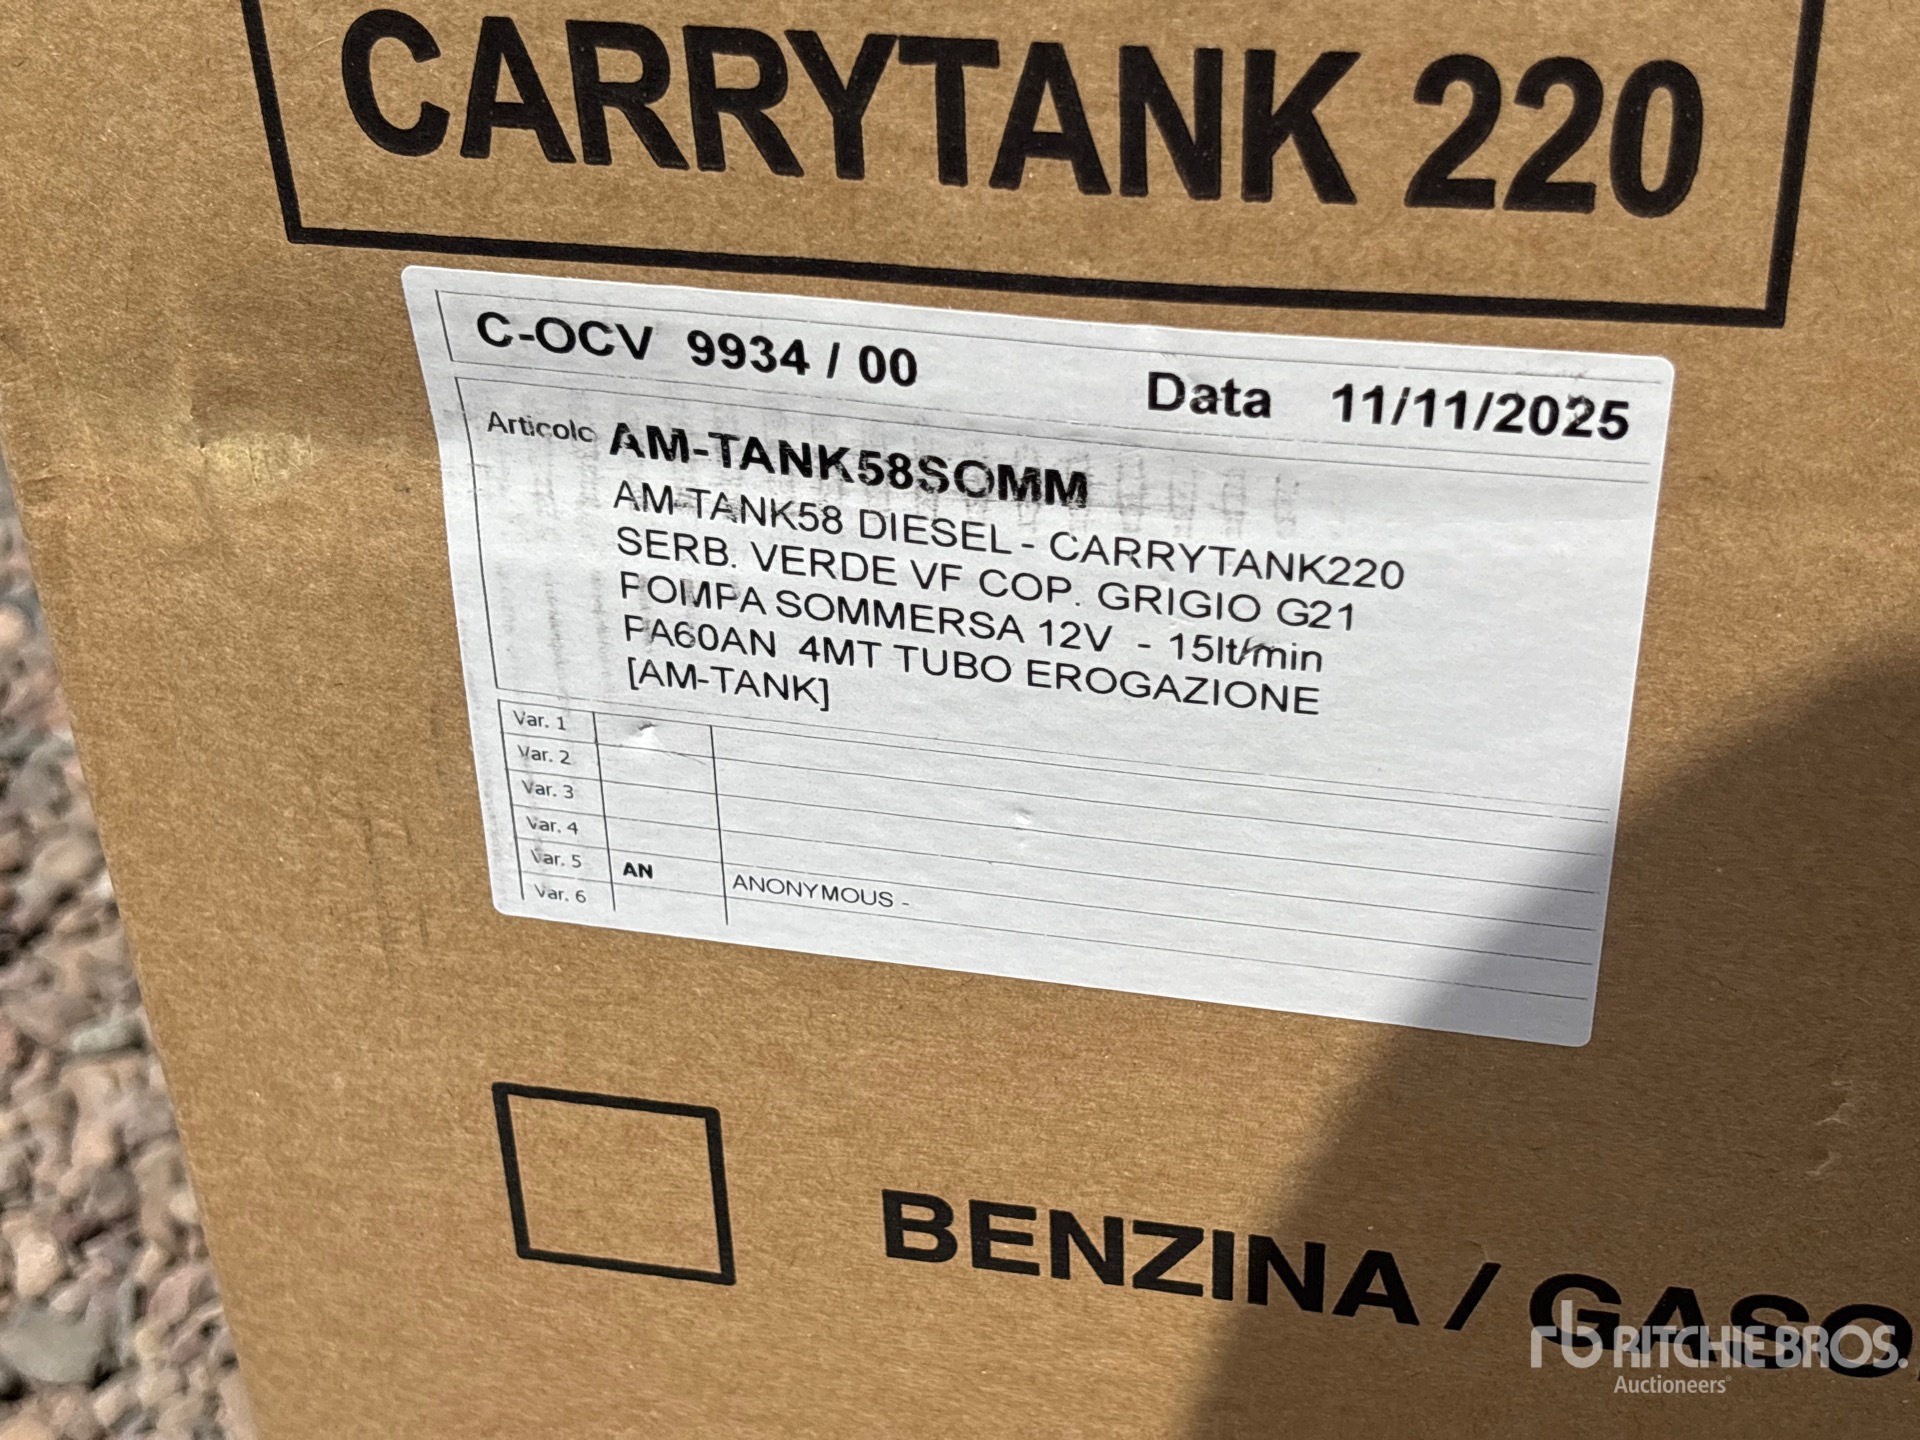 CARRYTANK 220
C-OCV 9934 / 00 Data 11/11/2025
Articolo AM-TANK58SOMM
AM-TANK58 DIESEL - CARRYTANK220
SERB. VERDE VF COP. GRIGIO G21
POMPA SOMMERSA 12V - 15lt/min
PA60AN 4MT TUBO EROGAZIONE
[AM-TANK]
Var. 1
Var. 2
Var. 3
Var. 4
Var. 5 AN ANONYMOUS -
Var. 6
BENZINA / GASO
rb RITCHIE BROS.
Auctioneers